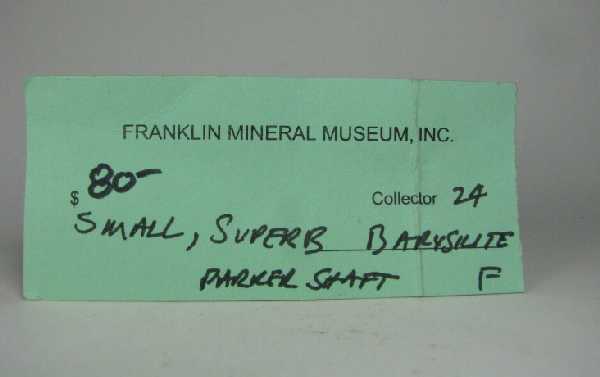 FRANKLIN MINERAL MUSEUM, INC.
$ 80- Collector 24
SMALL, SUPERB BARYSILITE
PARKER SHAFT F